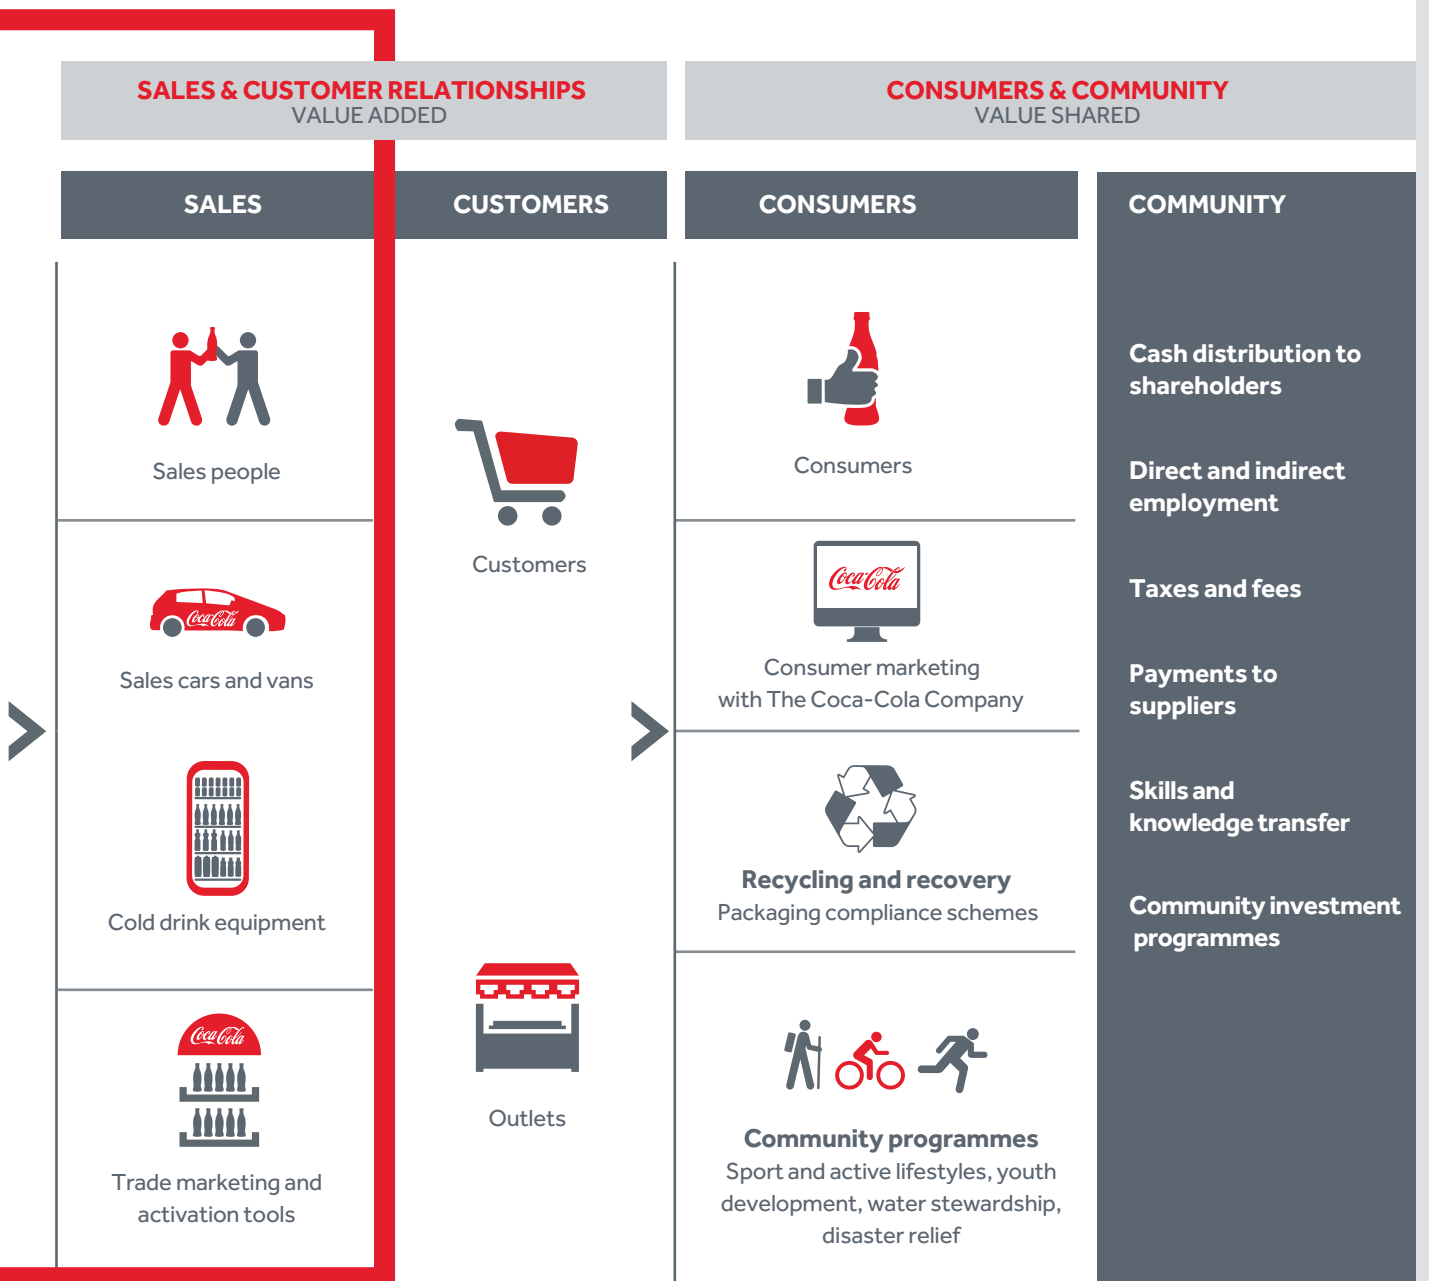 SALES & CUSTOMER RELATIONSHIPS
VALUE ADDED
CONSUMERS & COMMUNITY
VALUE SHARED
SALES
CUSTOMERS
CONSUMERS
COMMUNITY
Sales people
Coca-Cola
Sales cars and vans
Cold drink equipment
Coca-Cola
Trade marketing and
activation tools
Customers
Outlets
Consumers
Coca-Cola
Consumer marketing
with The Coca-Cola Company
Recycling and recovery
Packaging compliance schemes
Community programmes
Sport and active lifestyles, youth
development, water stewardship,
disaster relief
Cash distribution to
shareholders
Direct and indirect
employment
Taxes and fees
Payments to
suppliers
Skills and
knowledge transfer
Community investment
programmes